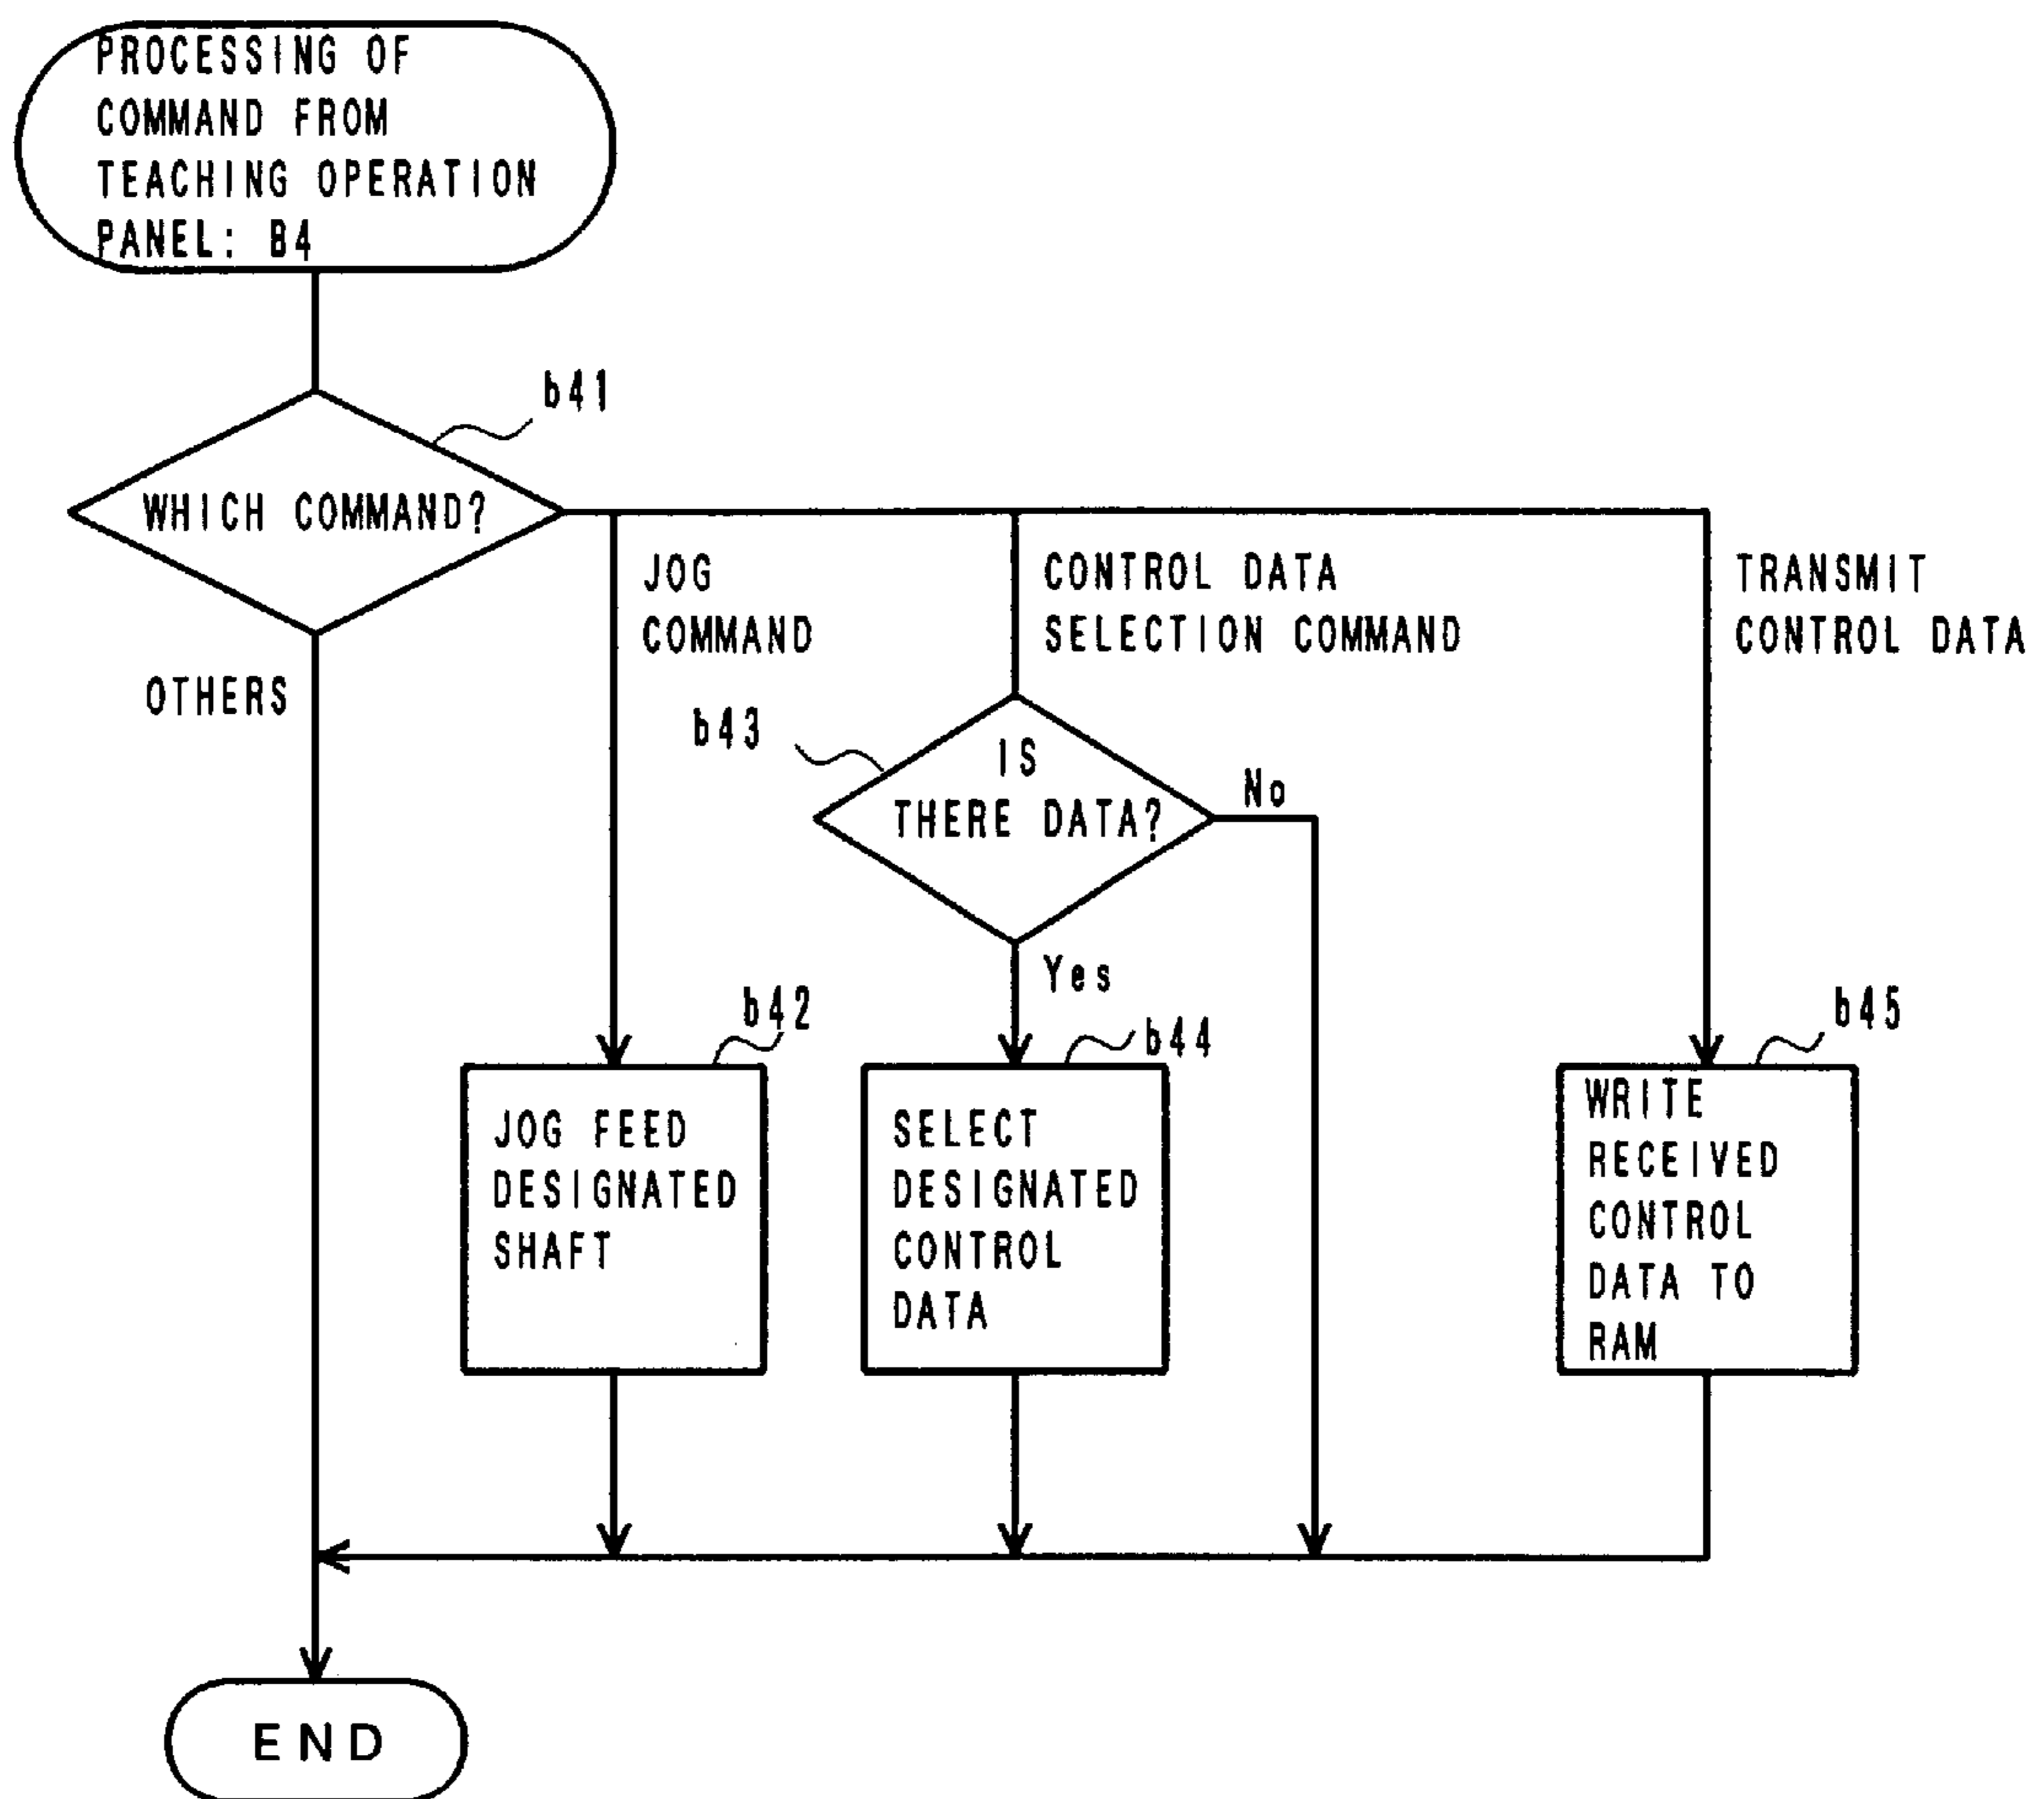 PROCESSING OF
COMMAND FROM
TEACHING OPERATION
PANEL: B4
b41
WHICH COMMAND?
JOG
COMMAND
CONTROL DATA
SELECTION COMMAND
TRANSMIT
CONTROL DATA
OTHERS
b43
IS
THERE DATA?
No
Yes
b42
b44
b45
JOG FEED
DESIGNATED
SHAFT
SELECT
DESIGNATED
CONTROL
DATA
WRITE
RECEIVED
CONTROL
DATA TO
RAM
END